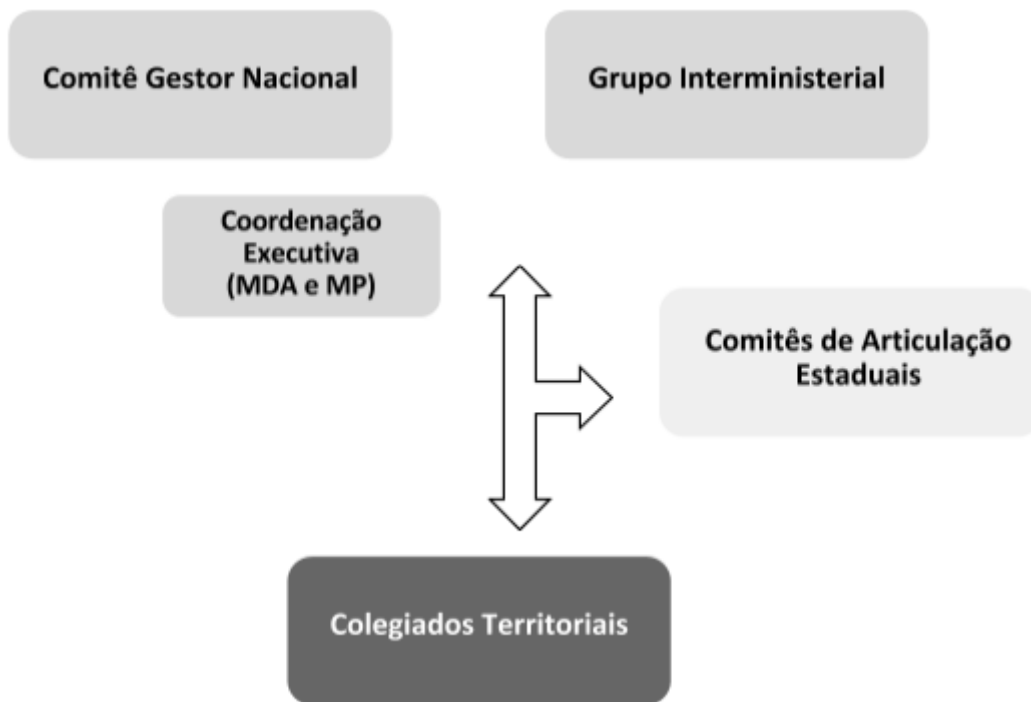 Comitê Gestor Nacional
Grupo Interministerial
Coordenação
Executiva
(MDA e MP)
Comitês de Articulação
Estaduais
Colegiados Territoriais